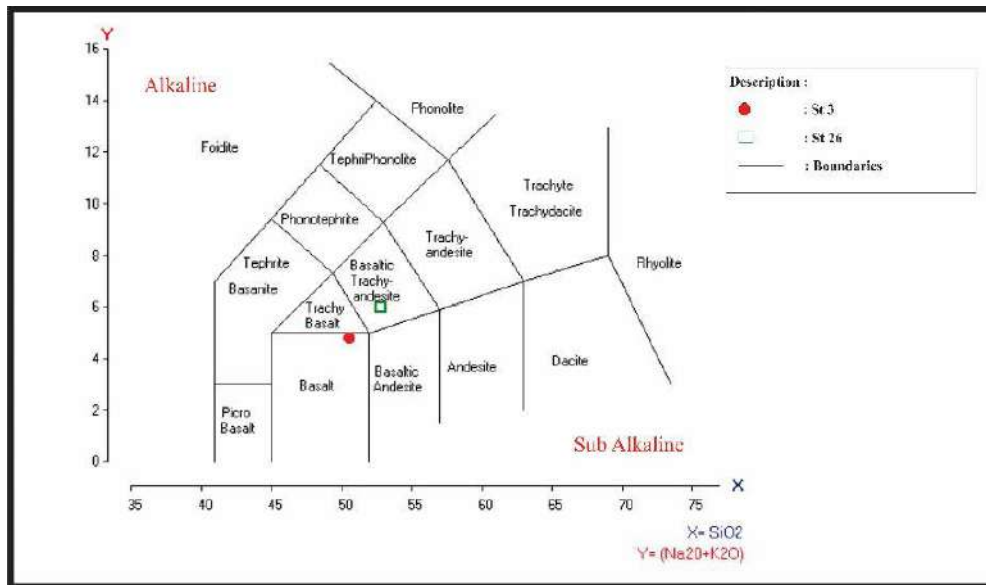 Y
16
14
12
10
8
6
4
2
0
Alkaline
Foidite
Phonolite
TephriPhonolite
Phonotephrite
Tephrite
Basanite
Trachyte
Trachydacite
Trachy-
andesite
Basaltic
Trachy-
andesite
Trachy
Basalt
Rhyolite
Picro
Basalt
Basalt
Basaltic
Andesite
Andesite
Dacite
Sub Alkaline
35 40 45 50 55 60 65 70 75
X
X= SiO2
Y= (Na20+K2O)
Description :
: St 3
: St 26
: Boundaries